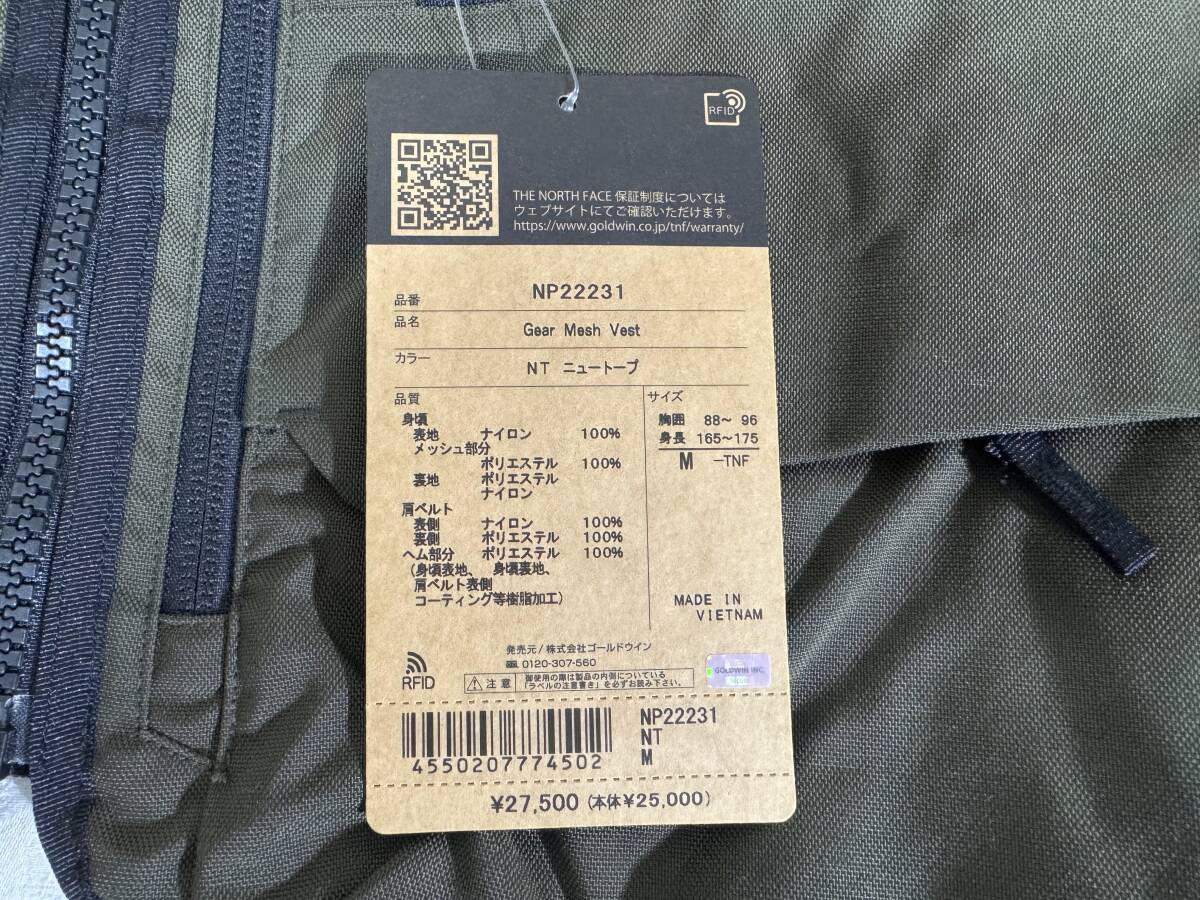 RFID
THE NORTH FACE 保証制度については
ウェブサイトにてご確認いただけます。
https://www.goldwin.co.jp/tnf/warranty/
品番 NP22231
品名 Gear Mesh Vest
カラー NT ニュートープ
品質
身頃
表地 ナイロン 100%
メッシュ部分
ポリエステル 100%
裏地 ポリエステル
ナイロン
肩ベルト
表側 ナイロン 100%
裏側 ポリエステル 100%
ヘム部分 ポリエステル 100%
(身頃表地、 身頃裏地、
肩ベルト表側
コーティング等樹脂加工)
サイズ
胸囲 88~ 96
身長 165~175
M -TNF
MADE IN
VIETNAM
発売元/株式会社ゴールドウイン
0120-307-560
RFID
注意 御使用の際は製品の内側についている
「ラベルの注意書き」を必ずお読み下さい。
GOLDWIN INC.
4550207774502
NP22231
NT
M
¥27,500 (本体¥25,000)